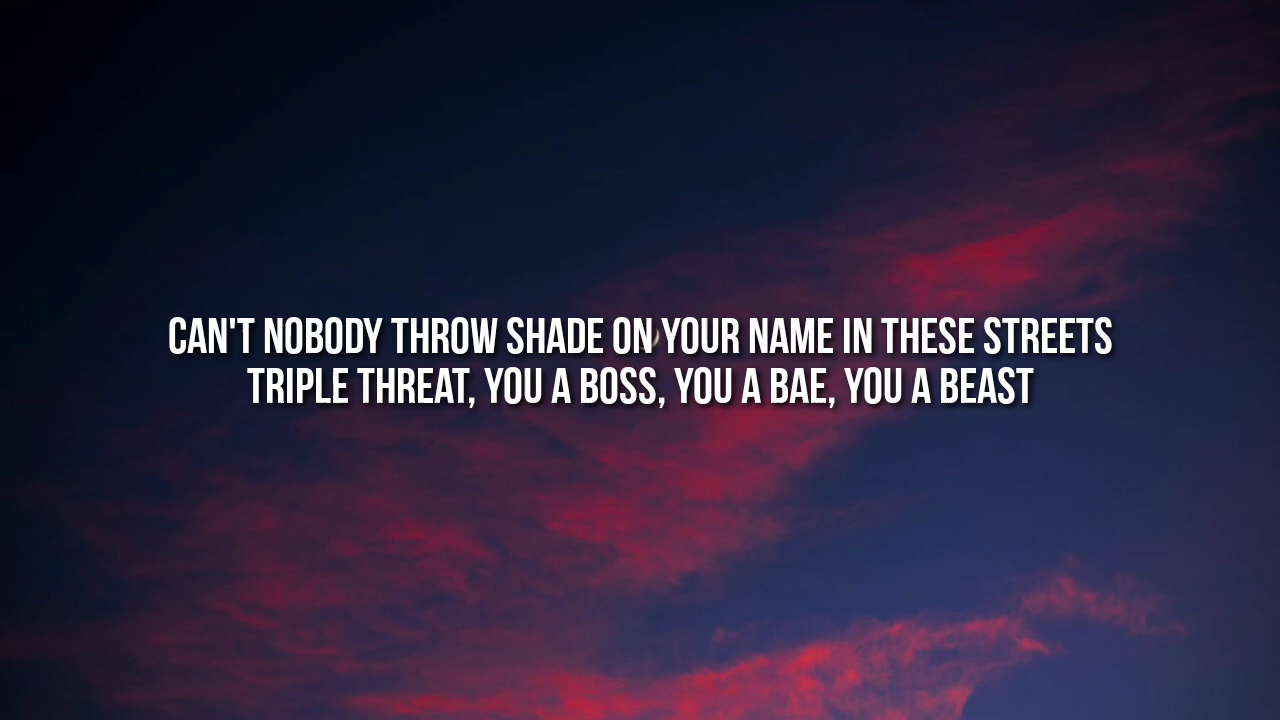 CAN'T NOBODY THROW SHADE ON YOUR NAME IN THESE STREETS
TRIPLE THREAT, YOU A BOSS, YOU A BAE, YOU A BEAST